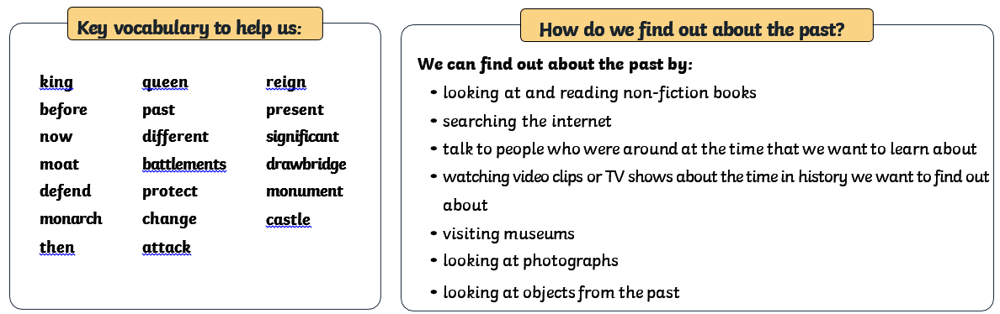 Key vocabulary to help us:
king queen reign
before past present
now different significant
moat battlements drawbridge
defend protect monument
monarch change castle
then attack
How do we find out about the past?
We can find out about the past by:
• looking at and reading non-fiction books
• searching the internet
• talk to people who were around at the time that we want to learn about
• watching video clips or TV shows about the time in history we want to find out
about
• visiting museums
• looking at photographs
• looking at objects from the past